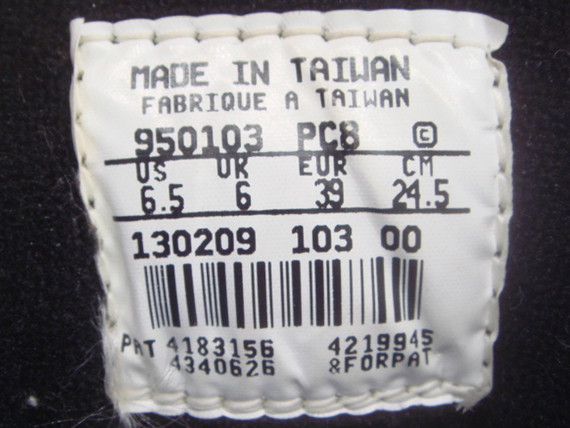 MADE IN TAIWAN
FABRIQUE A TAIWAN
950103 PC8 ©
US UK EUR CM
6.5 6 39 24.5
130209 103 00
PAT 4183156 4219945
4340626 &FORPAT